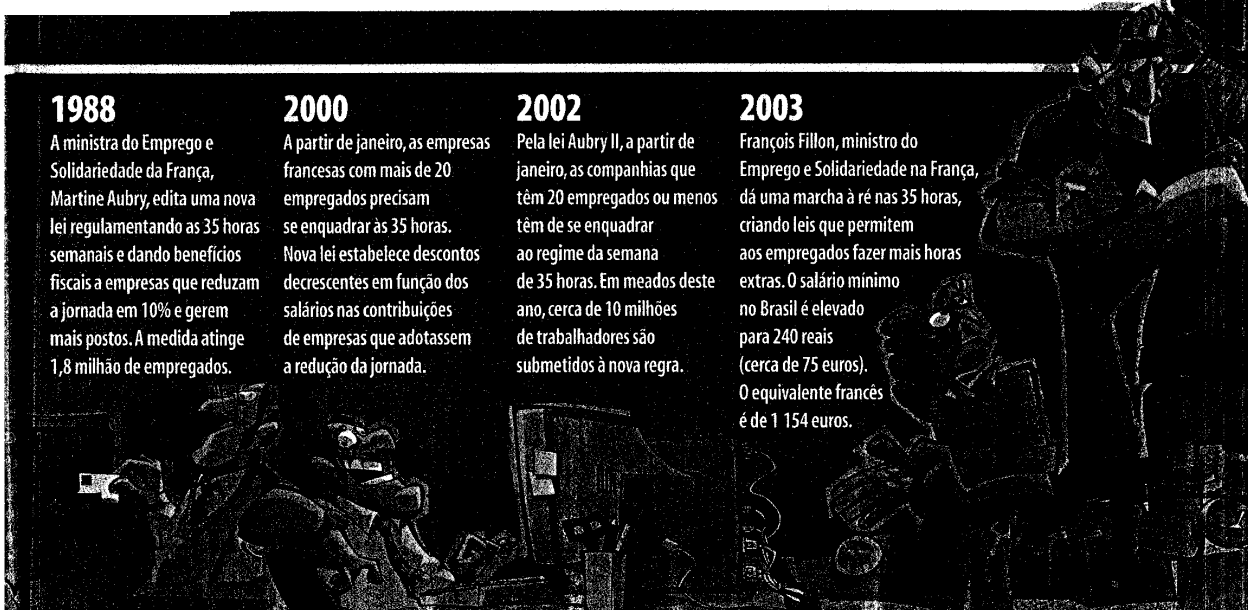 1988
A ministra do Emprego e
Solidariedade da França,
Martine Aubry, edita uma nova
lei regulamentando as 35 horas
semanais e dando benefícios
fiscais a empresas que reduzam
a jornada em 10% e gerem
mais postos. A medida atinge
1,8 milhão de empregados.
2000
A partir de janeiro, as empresas
francesas com mais de 20
empregados precisam
se enquadrar às 35 horas.
Nova lei estabelece descontos
decrescentes em função dos
salários nas contribuições
de empresas que adotassem
a redução da jornada.
2002
Pela lei Aubry II, a partir de
janeiro, as companhias que
têm 20 empregados ou menos
têm de se enquadrar
ao regime da semana
de 35 horas. Em meados deste
ano, cerca de 10 milhões
de trabalhadores são
submetidos à nova regra.
2003
François Fillon, ministro do
Emprego e Solidariedade na França,
dá uma marcha à ré nas 35 horas,
criando leis que permitem
aos empregados fazer mais horas
extras. O salário mínimo
no Brasil é elevado
para 240 reais
(cerca de 75 euros).
O equivalente francês
é de 1 154 euros.